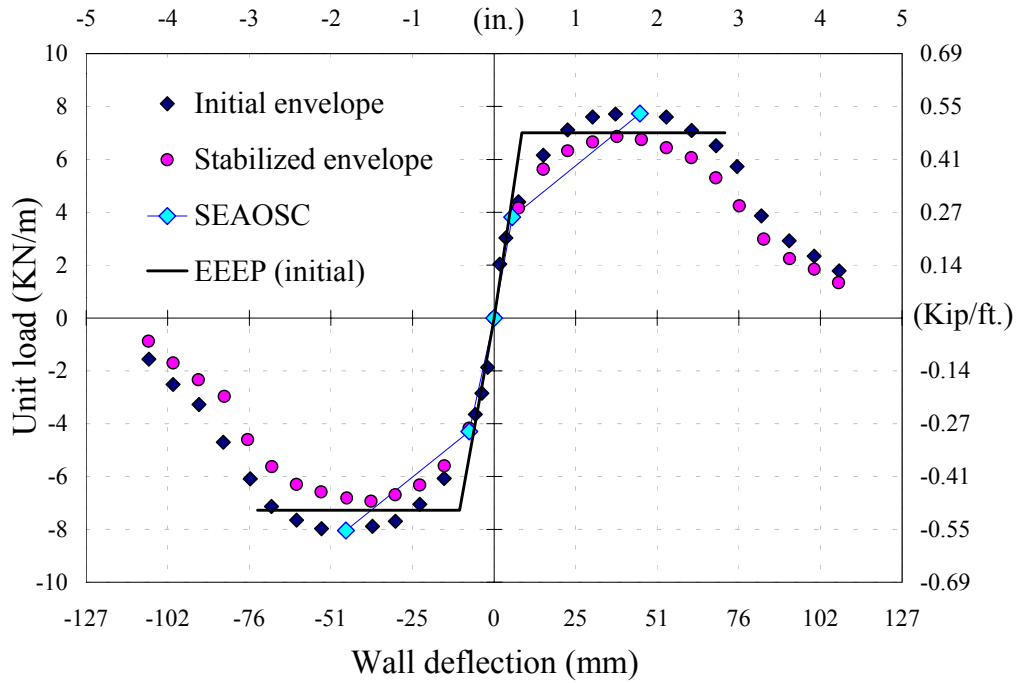 -5 -4 -3 -2 -1 (in.) 1 2 3 4 5
10 0.69
8 0.55
6 0.41
4 0.27
2 0.14
0 (Kip/ft.)
-2 -0.14
-4 -0.27
-6 -0.41
-8 -0.55
-10 -0.69
Initial envelope
Stabilized envelope
SEAOSC
EEEP (initial)
Unit load (KN/m)
-127 -102 -76 -51 -25 0 25 51 76 102 127
Wall deflection (mm)